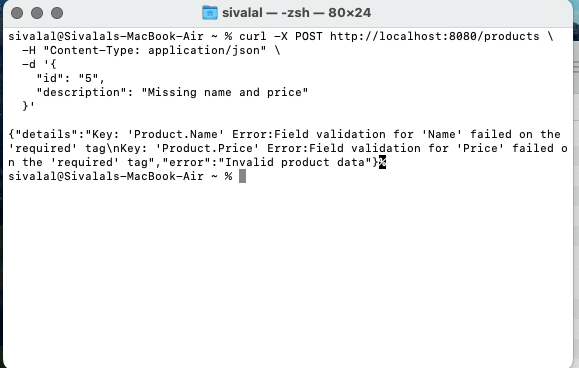 sivalal — -zsh — 80×24
sivalal@Sivalals-MacBook-Air ~ % curl -X POST http://localhost:8080/products \
  -H "Content-Type: application/json" \
  -d '{
    "id": "5",
    "description": "Missing name and price"
  }'
{"details":"Key: 'Product.Name' Error:Field validation for 'Name' failed on the
'required' tag\nKey: 'Product.Price' Error:Field validation for 'Price' failed o
n the 'required' tag","error":"Invalid product data"}%
sivalal@Sivalals-MacBook-Air ~ %